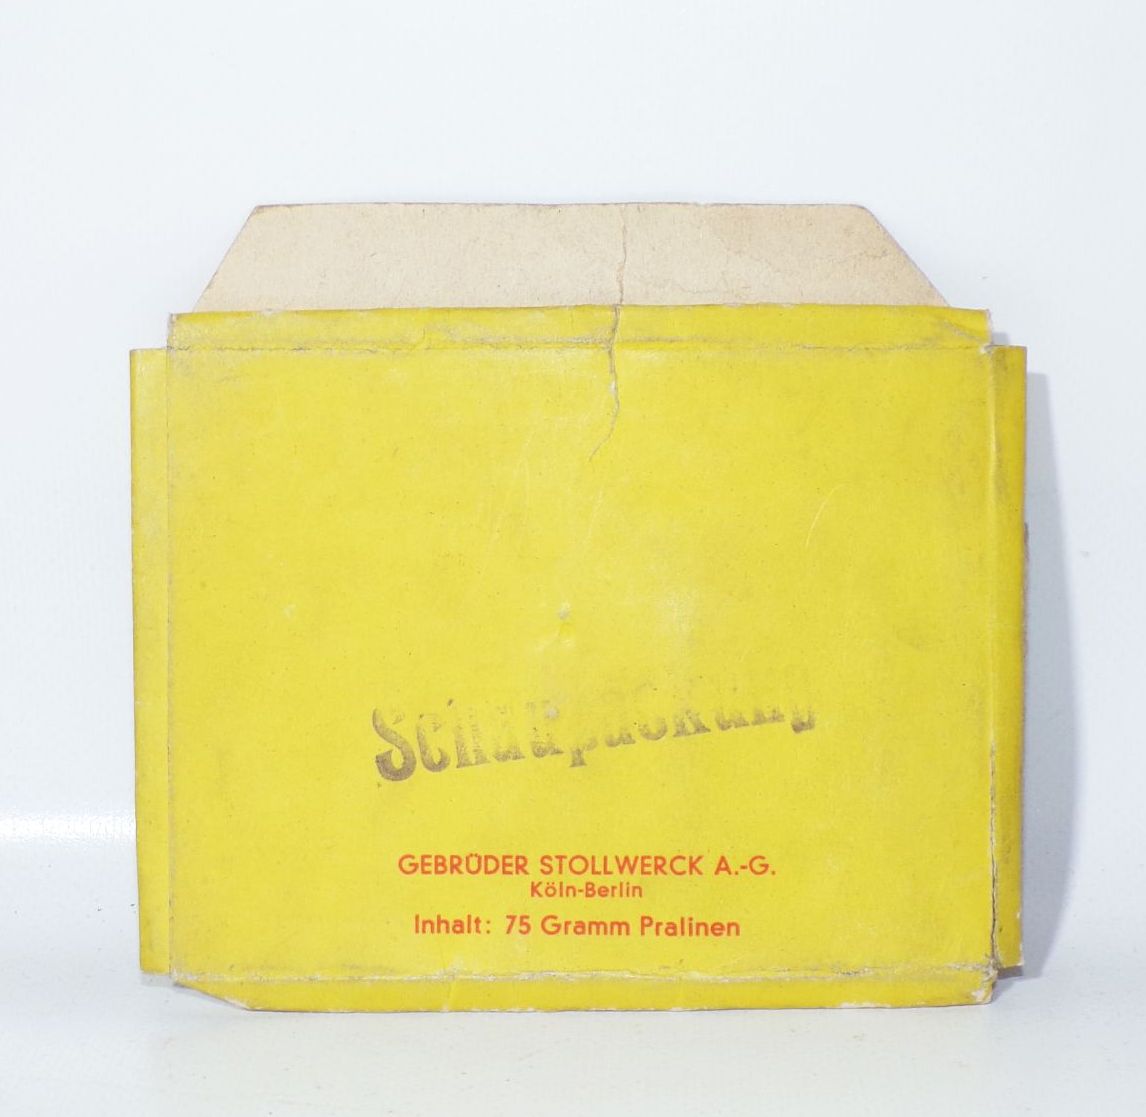 Schaupackung
GEBRÜDER STOLLWERCK A.-G.
Köln-Berlin
Inhalt: 75 Gramm Pralinen